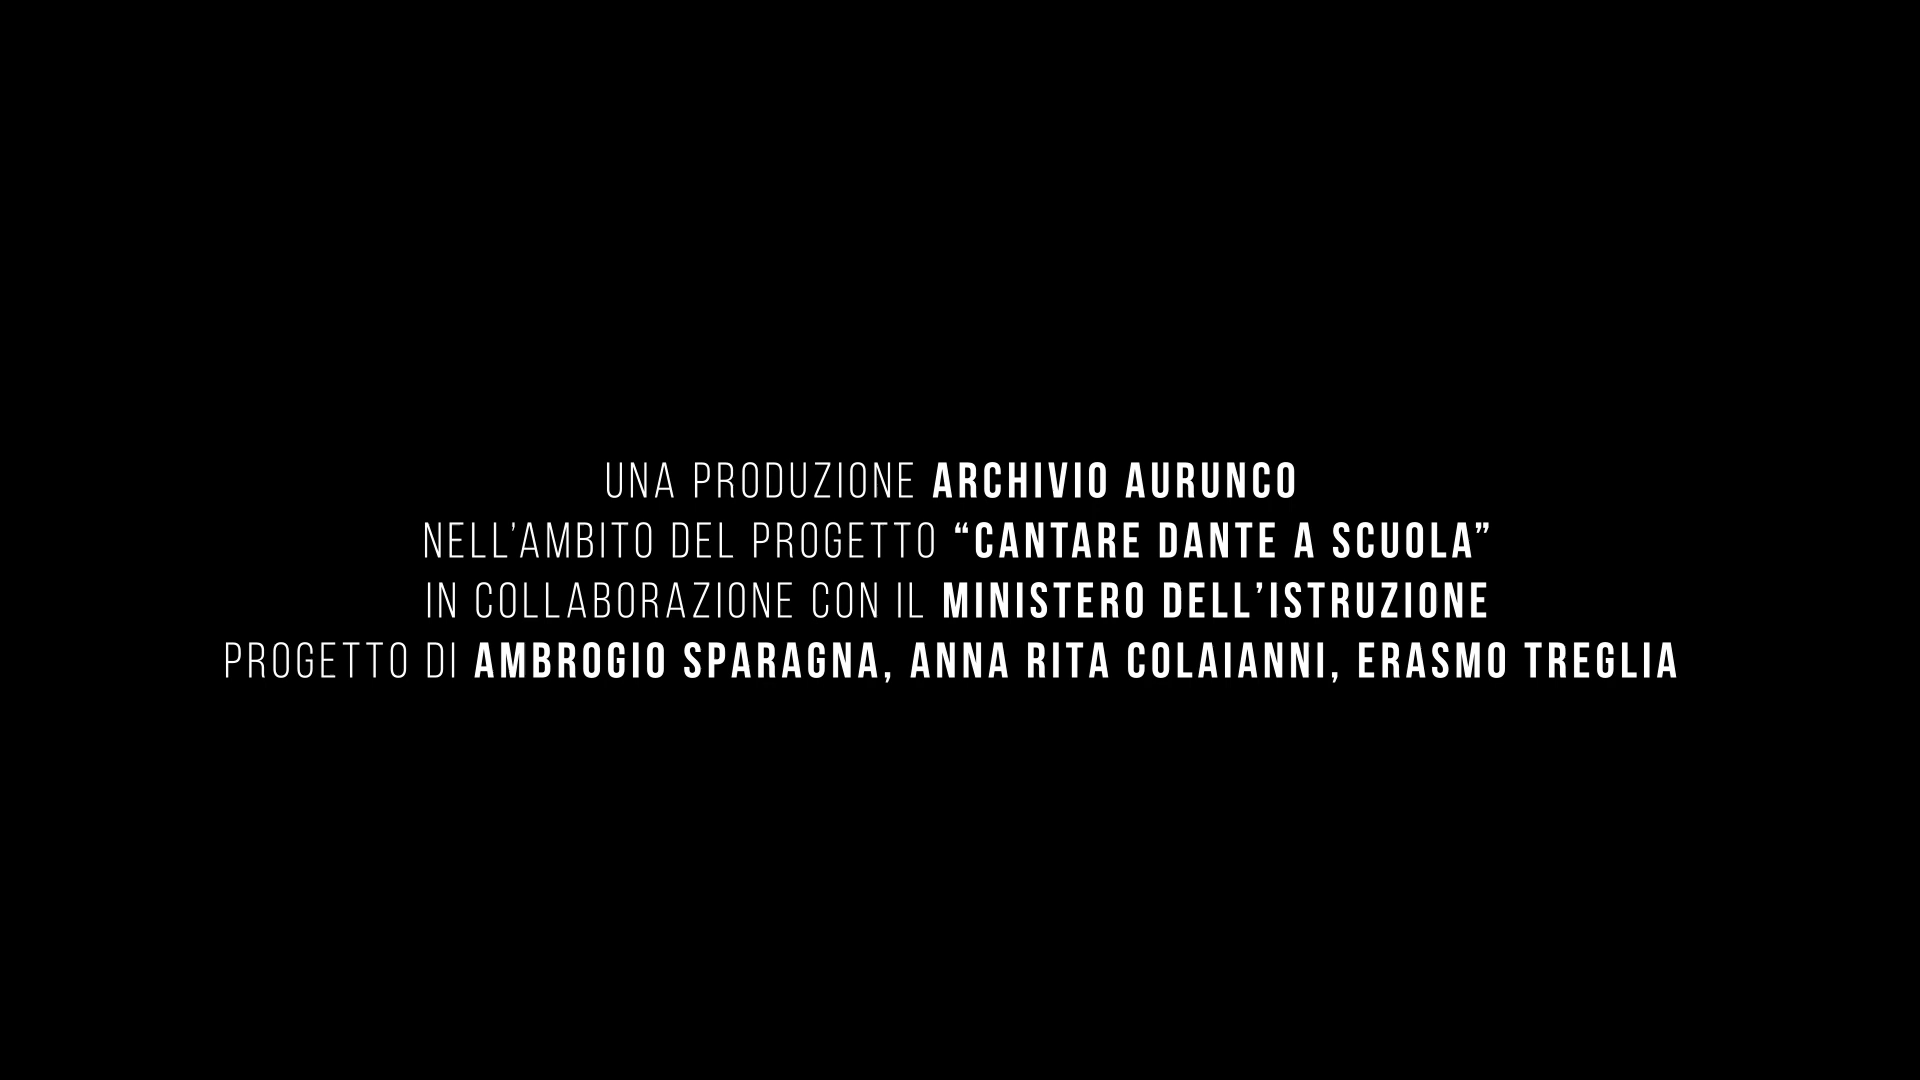 UNA PRODUZIONE ARCHIVIO AURUNCO
NELL’AMBITO DEL PROGETTO “CANTARE DANTE A SCUOLA”
IN COLLABORAZIONE CON IL MINISTERO DELL’ISTRUZIONE
PROGETTO DI AMBROGIO SPARAGNA, ANNA RITA COLAIANNI, ERASMO TREGLIA